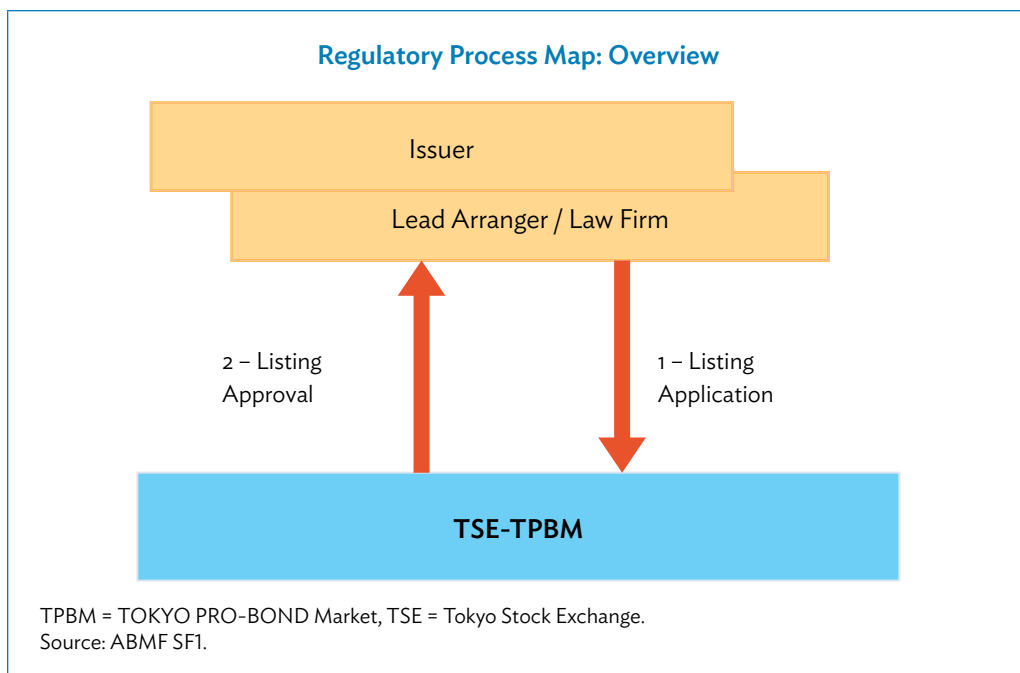 Regulatory Process Map: Overview
Issuer
Lead Arranger / Law Firm
2 – Listing
Approval
1 – Listing
Application
TSE-TPBM
TPBM = TOKYO PRO-BOND Market, TSE = Tokyo Stock Exchange.
Source: ABMF SF1.